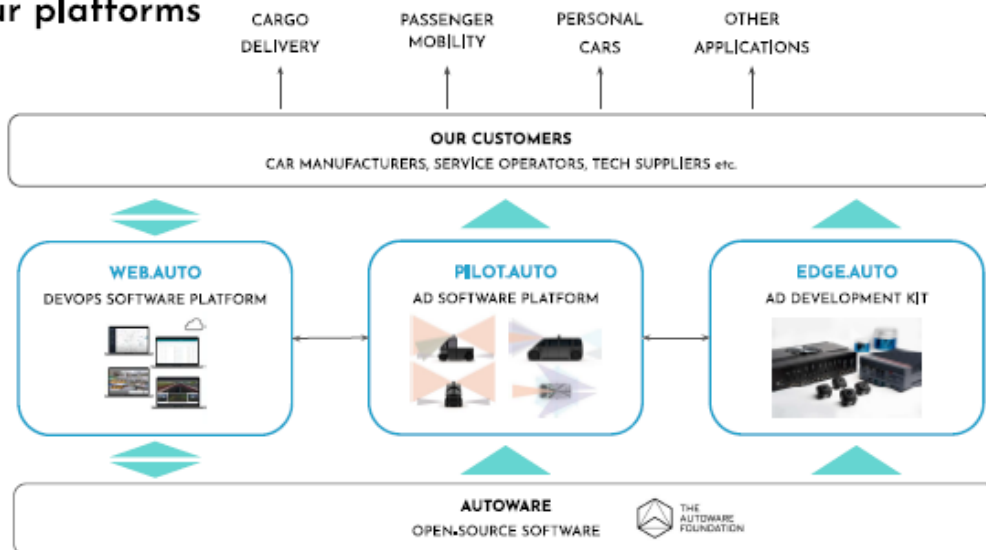 ur platforms
CARGO
DELIVERY
PASSENGER
MOBILITY
PERSONAL
CARS
OTHER
APPLICATIONS
OUR CUSTOMERS
CAR MANUFACTURERS, SERVICE OPERATORS, TECH SUPPLIERS etc.
WEB.AUTO
DEVOPS SOFTWARE PLATFORM
PILOT.AUTO
AD SOFTWARE PLATFORM
EDGE.AUTO
AD DEVELOPMENT KIT
AUTOWARE
OPEN-SOURCE SOFTWARE
THE
AUTOWARE
FOUNDATION